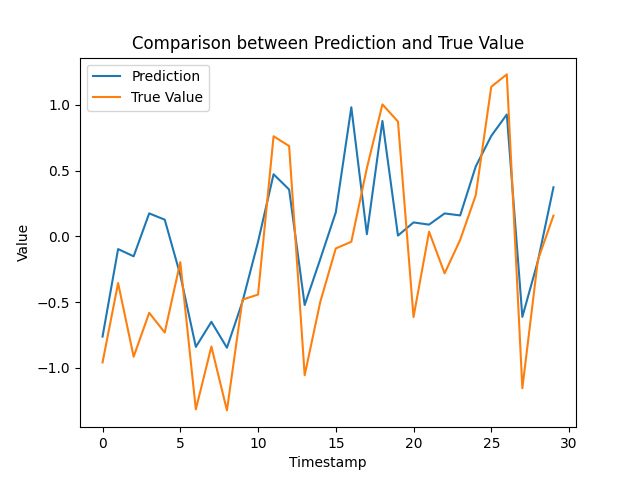 Comparison between Prediction and True Value
Prediction
True Value
1.0
0.5
0.0
−0.5
−1.0
Value
0 5 10 15 20 25 30
Timestamp